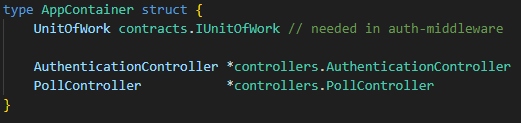 type AppContainer struct {
    UnitOfWork contracts.IUnitOfWork // needed in auth-middleware
    AuthenticationController *controllers.AuthenticationController
    PollController           *controllers.PollController
}